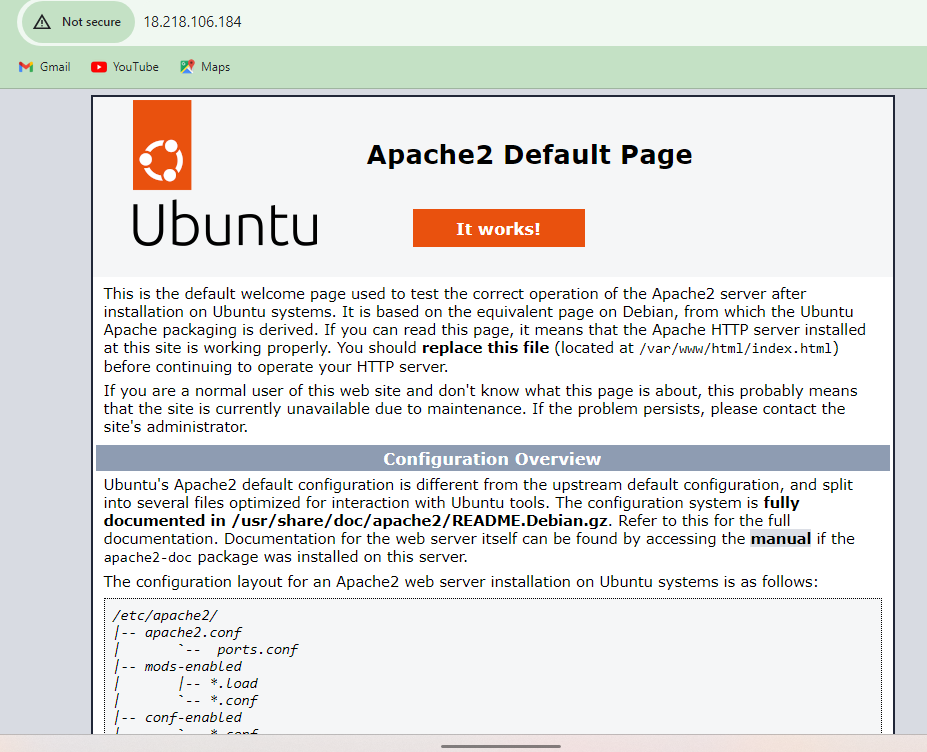 Not secure 18.218.106.184
Gmail YouTube Maps
Apache2 Default Page
Ubuntu
It works!
This is the default welcome page used to test the correct operation of the Apache2 server after
installation on Ubuntu systems. It is based on the equivalent page on Debian, from which the Ubuntu
Apache packaging is derived. If you can read this page, it means that the Apache HTTP server installed
at this site is working properly. You should replace this file (located at /var/www/html/index.html)
before continuing to operate your HTTP server.
If you are a normal user of this web site and don't know what this page is about, this probably means
that the site is currently unavailable due to maintenance. If the problem persists, please contact the
site's administrator.
Configuration Overview
Ubuntu's Apache2 default configuration is different from the upstream default configuration, and split
into several files optimized for interaction with Ubuntu tools. The configuration system is fully
documented in /usr/share/doc/apache2/README.Debian.gz. Refer to this for the full
documentation. Documentation for the web server itself can be found by accessing the manual if the
apache2-doc package was installed on this server.
The configuration layout for an Apache2 web server installation on Ubuntu systems is as follows:
/etc/apache2/
|-- apache2.conf
|       `--  ports.conf
|-- mods-enabled
|       |-- *.load
|       `-- *.conf
|-- conf-enabled
|       `-- *.conf